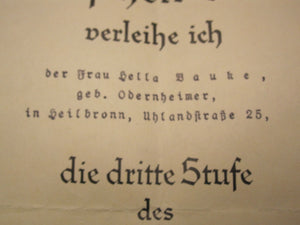 verleihe ich
der Frau Hella Bauke,
geb. Odernheimer,
in Heilbronn, Uhlandstraße 25,
die dritte Stufe
des